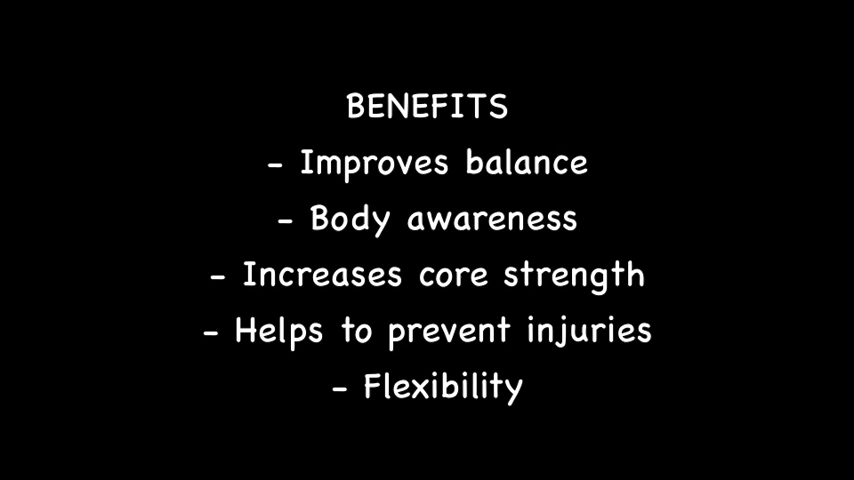 BENEFITS
- Improves balance
- Body awareness
- Increases core strength
- Helps to prevent injuries
- Flexibility